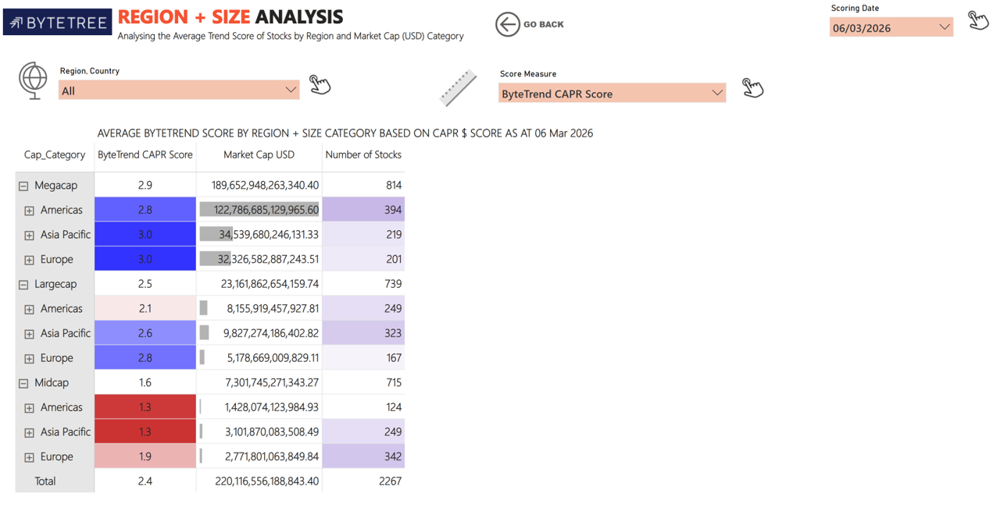 BYTETREE
REGION + SIZE ANALYSIS
Analysing the Average Trend Score of Stocks by Region and Market Cap (USD) Category
GO BACK
Scoring Date
06/03/2026
Region, Country
All
Score Measure
ByteTrend CAPR Score
AVERAGE BYTETREND SCORE BY REGION + SIZE CATEGORY BASED ON CAPR $ SCORE AS AT 06 Mar 2026
Cap_Category ByteTrend CAPR Score Market Cap USD Number of Stocks
Megacap 2.9 189,652,948,263,340.40 814
Americas 2.8 122,786,685,129,965.60 394
Asia Pacific 3.0 34,539,680,246,131.33 219
Europe 3.0 32,326,582,887,243.51 201
Largecap 2.5 23,161,862,654,159.74 739
Americas 2.1 8,155,919,457,927.81 249
Asia Pacific 2.6 9,827,274,186,402.82 323
Europe 2.8 5,178,669,009,829.11 167
Midcap 1.6 7,301,745,271,343.27 715
Americas 1.3 1,428,074,123,984.93 124
Asia Pacific 1.3 3,101,870,083,508.49 249
Europe 1.9 2,771,801,063,849.84 342
Total 2.4 220,116,556,188,843.40 2267